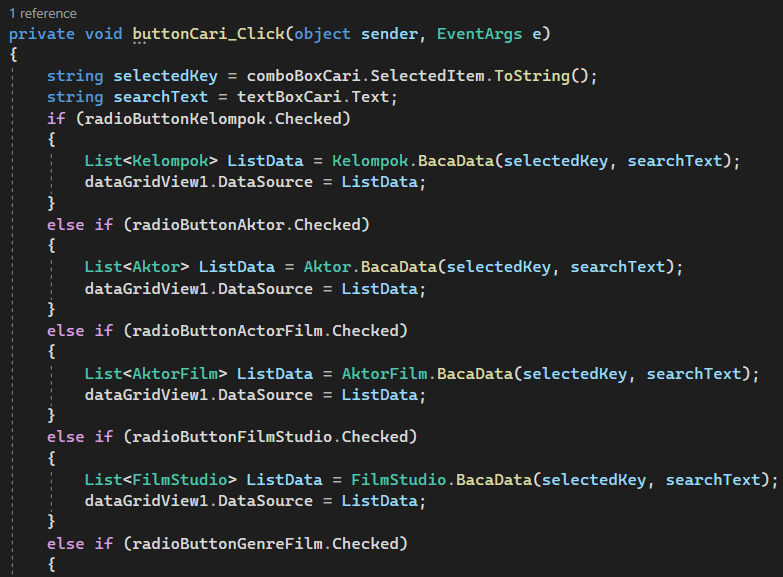 1 reference
private void buttonCari_Click(object sender, EventArgs e)
{
string selectedKey = comboBoxCari.SelectedItem.ToString();
string searchText = textBoxCari.Text;
if (radioButtonKelompok.Checked)
{
List<Kelompok> ListData = Kelompok.BacaData(selectedKey, searchText);
dataGridView1.DataSource = ListData;
}
else if (radioButtonAktor.Checked)
{
List<Aktor> ListData = Aktor.BacaData(selectedKey, searchText);
dataGridView1.DataSource = ListData;
}
else if (radioButtonActorFilm.Checked)
{
List<AktorFilm> ListData = AktorFilm.BacaData(selectedKey, searchText);
dataGridView1.DataSource = ListData;
}
else if (radioButtonFilmStudio.Checked)
{
List<FilmStudio> ListData = FilmStudio.BacaData(selectedKey, searchText);
dataGridView1.DataSource = ListData;
}
else if (radioButtonGenreFilm.Checked)
{